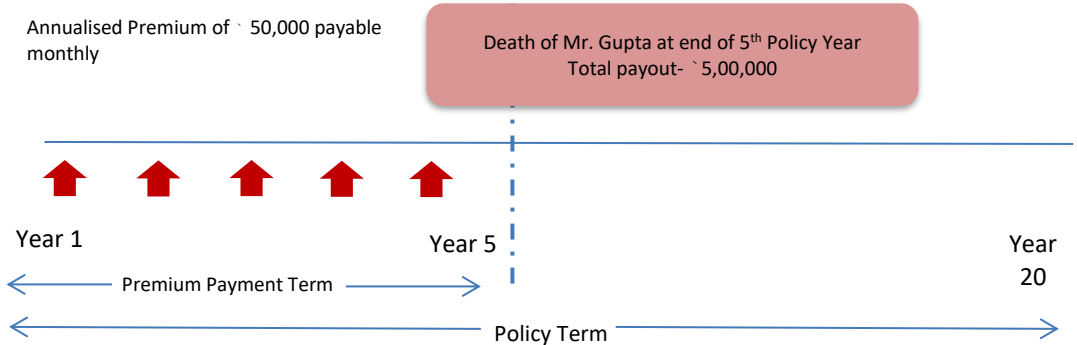 Annualised Premium of ` 50,000 payable
monthly
Death of Mr. Gupta at end of 5th Policy Year
Total payout- `5,00,000
Year 1
Year 5
Year
20
Premium Payment Term
Policy Term